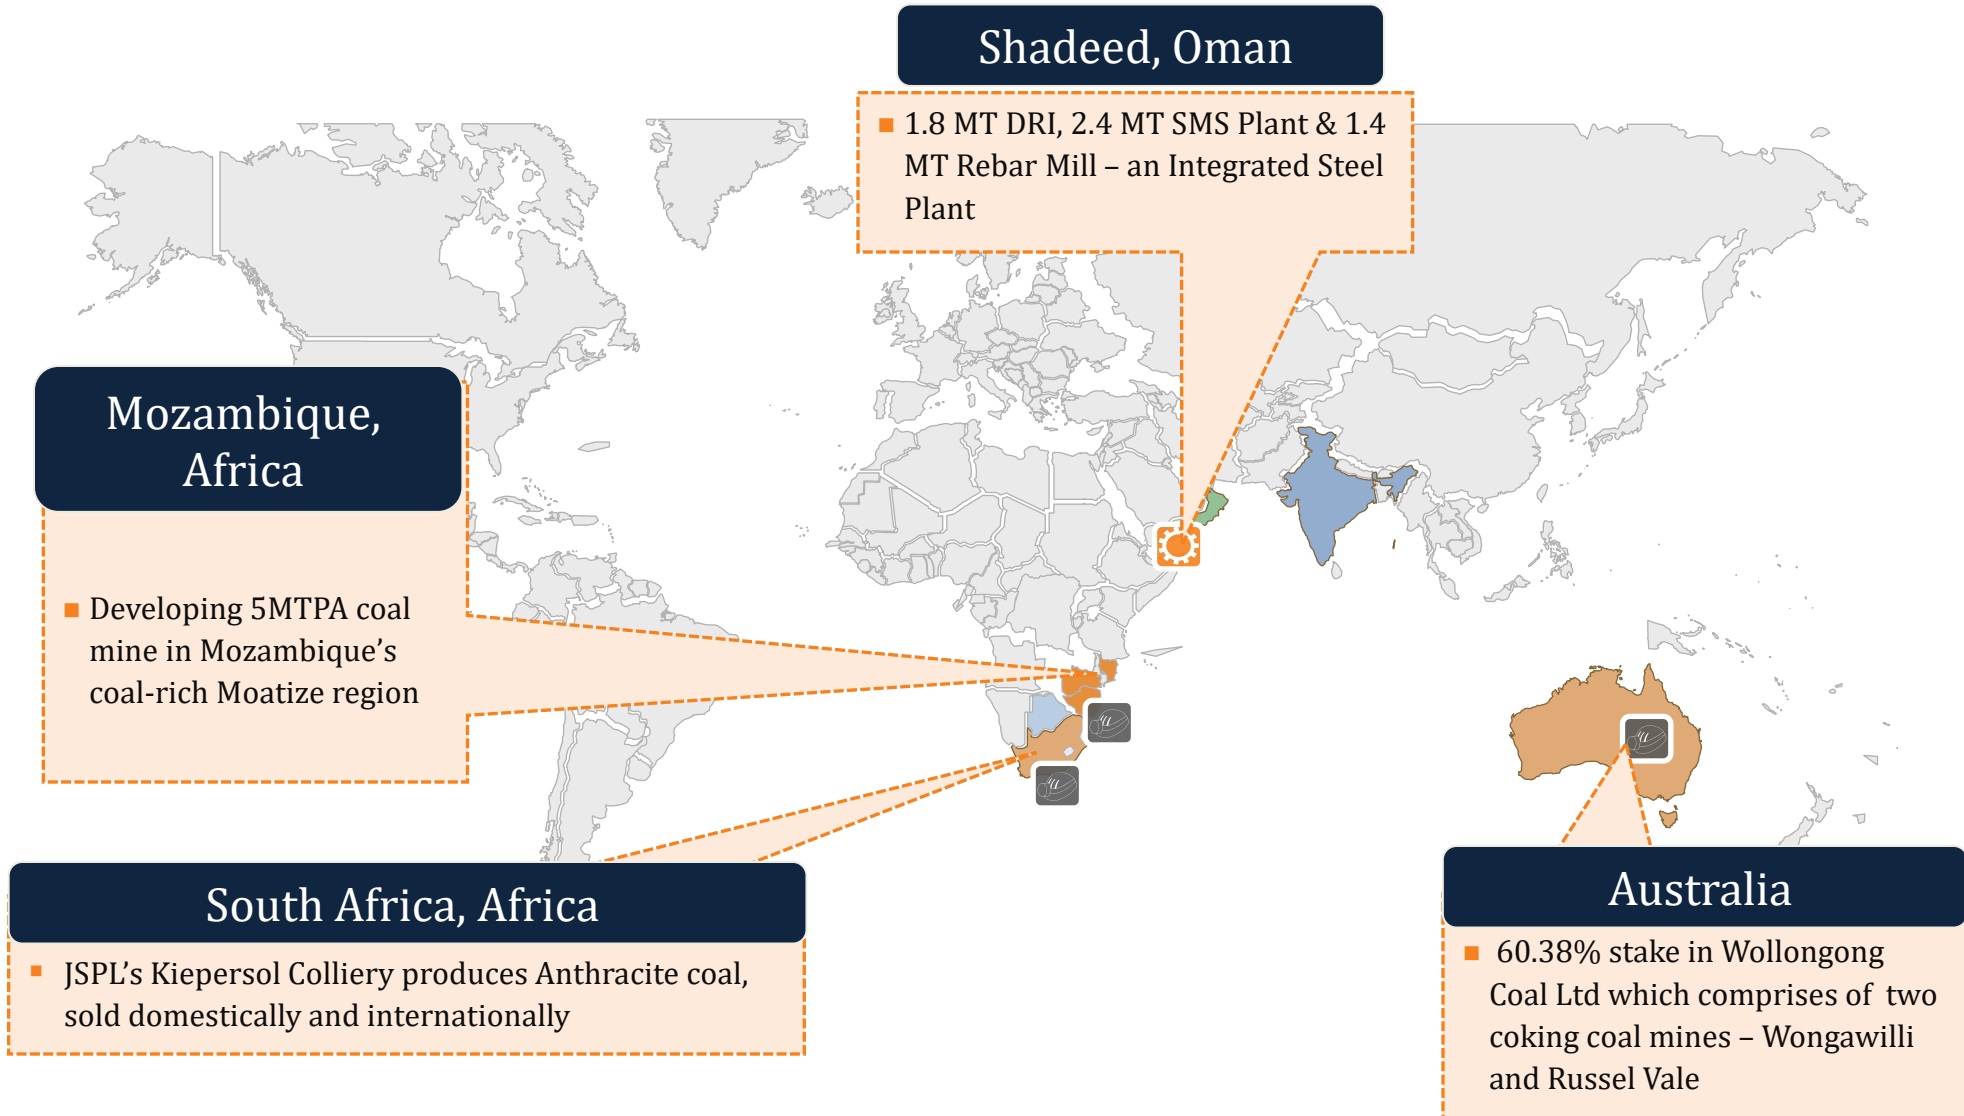 Shadeed, Oman
■ 1.8 MT DRI, 2.4 MT SMS Plant & 1.4
MT Rebar Mill – an Integrated Steel
Plant
Mozambique,
Africa
■ Developing 5MTPA coal
mine in Mozambique’s
coal-rich Moatize region
South Africa, Africa
■ JSPL’s Kiepersol Colliery produces Anthracite coal,
sold domestically and internationally
Australia
■ 60.38% stake in Wollongong
Coal Ltd which comprises of two
coking coal mines – Wongawilli
and Russel Vale